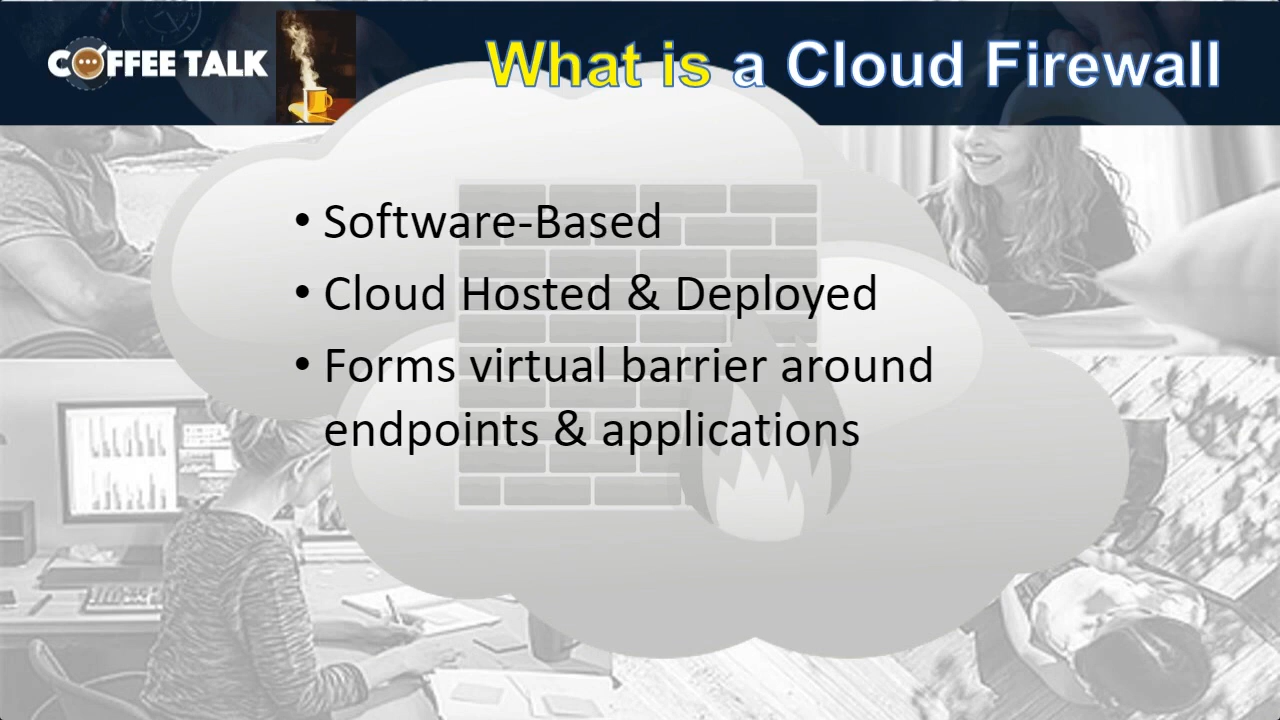 COFFEE TALK
What is a Cloud Firewall
• Software-Based
• Cloud Hosted & Deployed
• Forms virtual barrier around
endpoints & applications